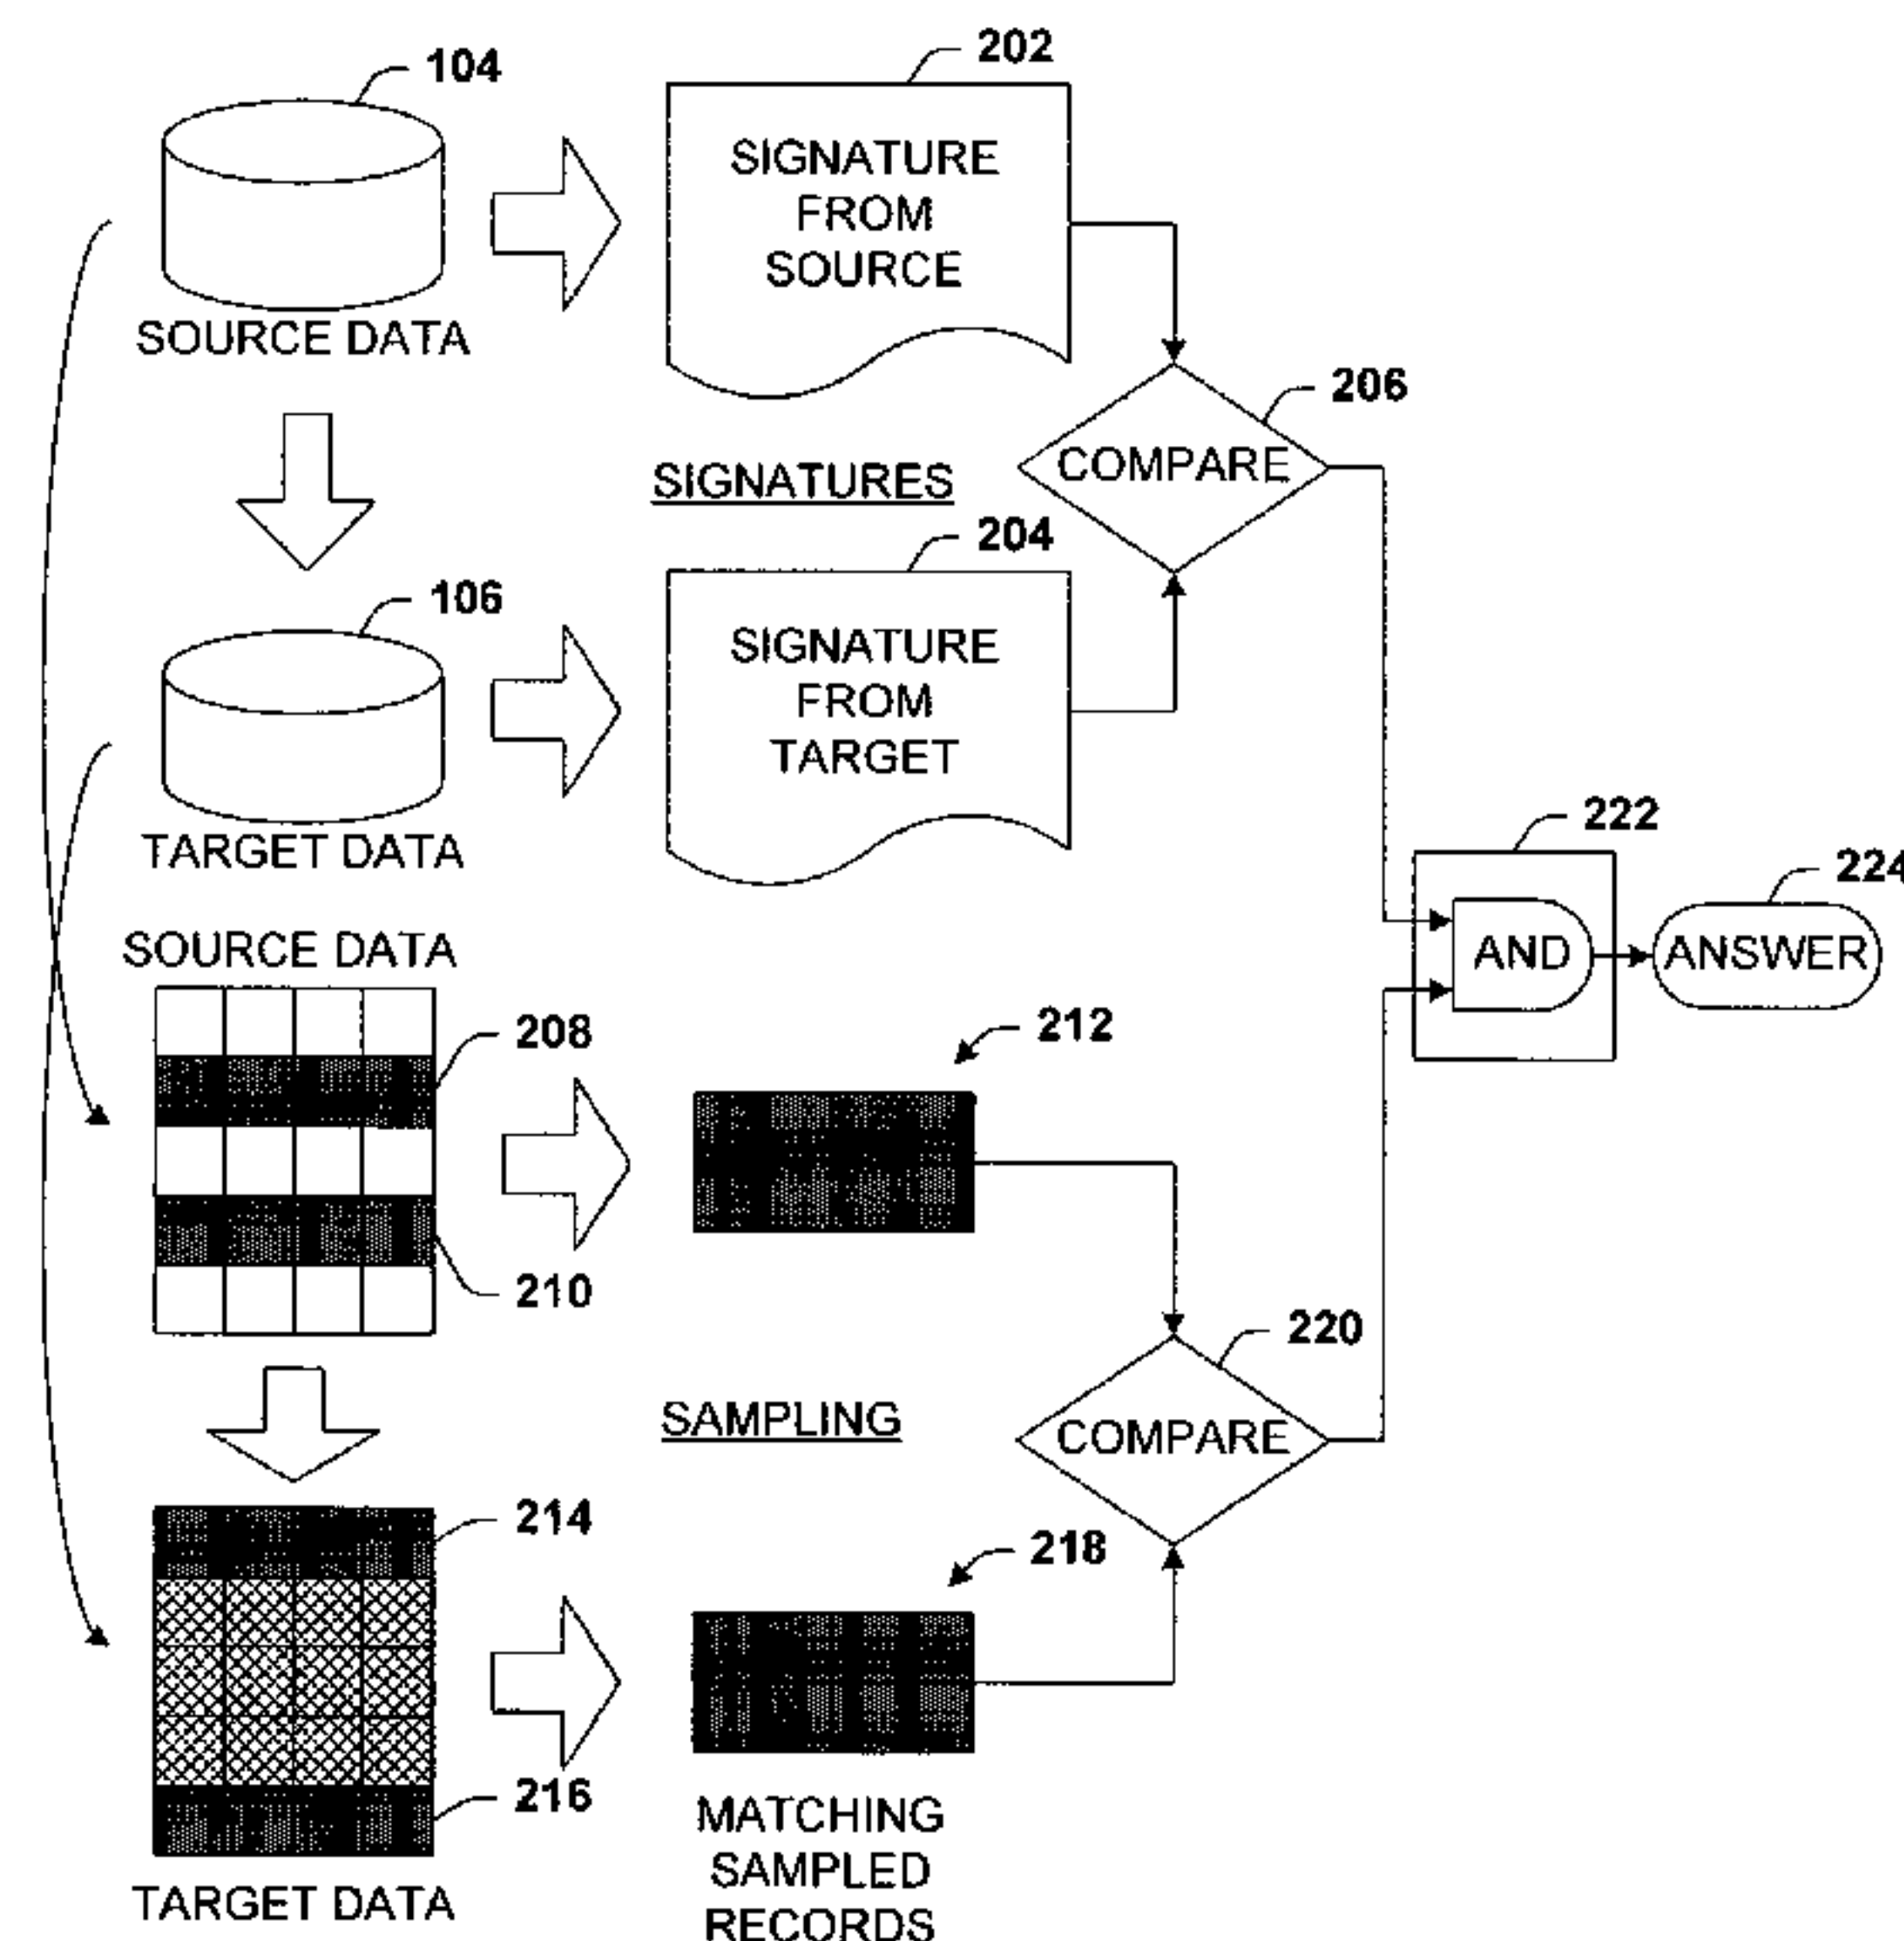 104
202
SIGNATURE
FROM
SOURCE
SOURCE DATA
206
COMPARE
SIGNATURES
204
106
SIGNATURE
FROM
TARGET
TARGET DATA
222
224
AND
ANSWER
SOURCE DATA
208
212
210
220
SAMPLING
COMPARE
214
218
216
MATCHING
SAMPLED
RECORDS
TARGET DATA